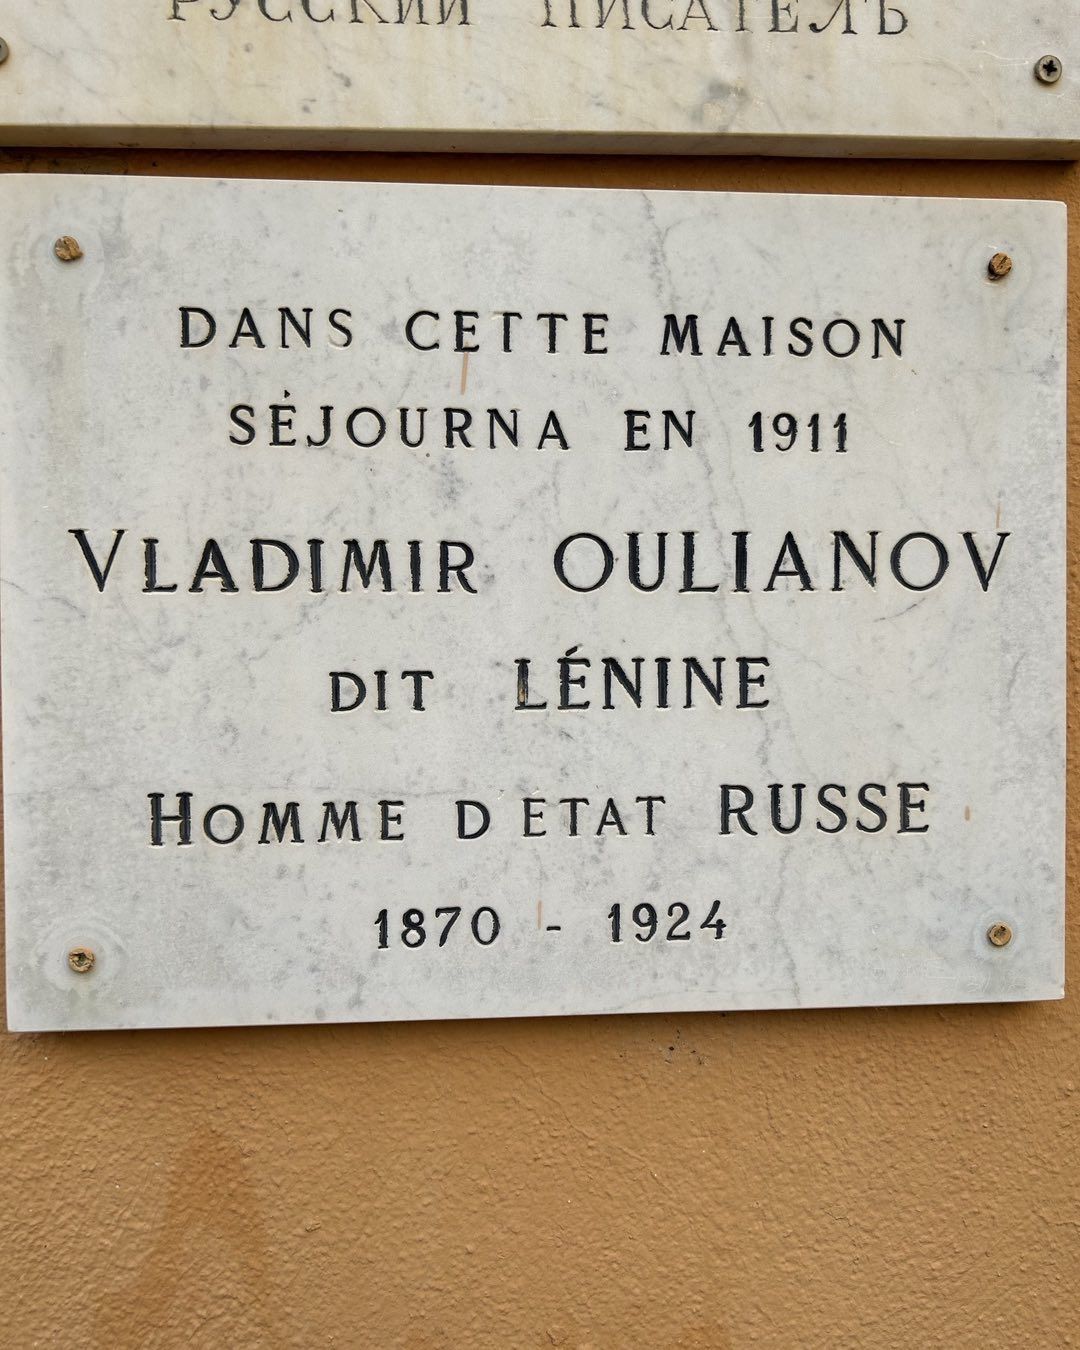 РУССКИЙ ПИСАТЕЛЬ
DANS CETTE MAISON
SÉJOURNA EN 1911
VLADIMIR OULIANOV
DIT LÉNINE
HOMME D ETAT RUSSE
1870 - 1924